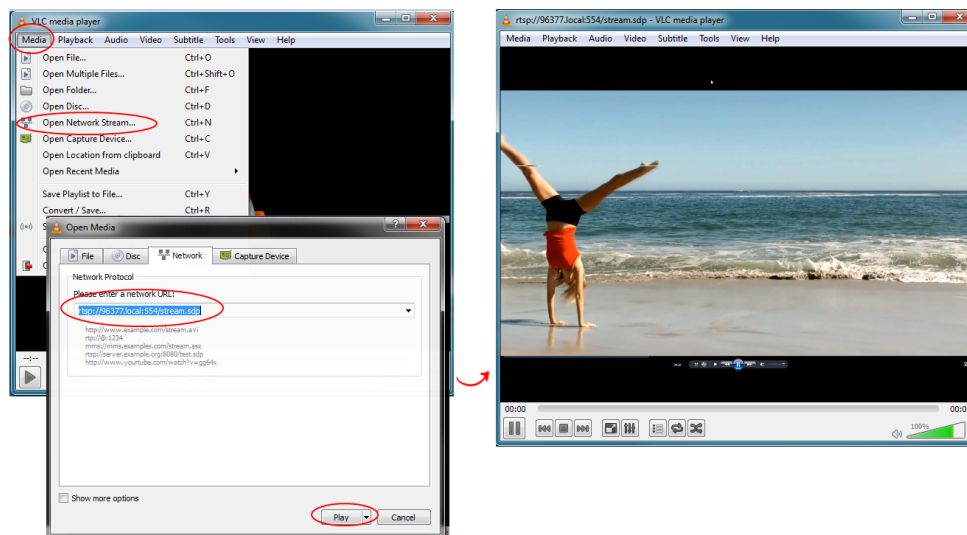 VLC media player
Media Playback Audio Video Subtitle Tools View Help
Open File... Ctrl+O
Open Multiple Files... Ctrl+Shift+O
Open Folder... Ctrl+F
Open Disc... Ctrl+D
Open Network Stream... Ctrl+N
Open Capture Device... Ctrl+C
Open Location from clipboard Ctrl+V
Open Recent Media
Save Playlist to File... Ctrl+Y
Convert / Save... Ctrl+R
S
--:--
Open Media
File Disc Network Capture Device
Network Protocol
Please enter a network URL:
rtsp://96377.local:554/stream.sdp
http://www.example.com/stream.avi
rtp://@:1234
mms://mms.examples.com/stream.asx
rtsp://server.example.org:8080/test.sdp
http://www.yourtube.com/watch?v=gg64x
Show more options
Play Cancel
rtsp://96377.local:554/stream.sdp - VLC media player
Media Playback Audio Video Subtitle Tools View Help
00:00 00:0
100%